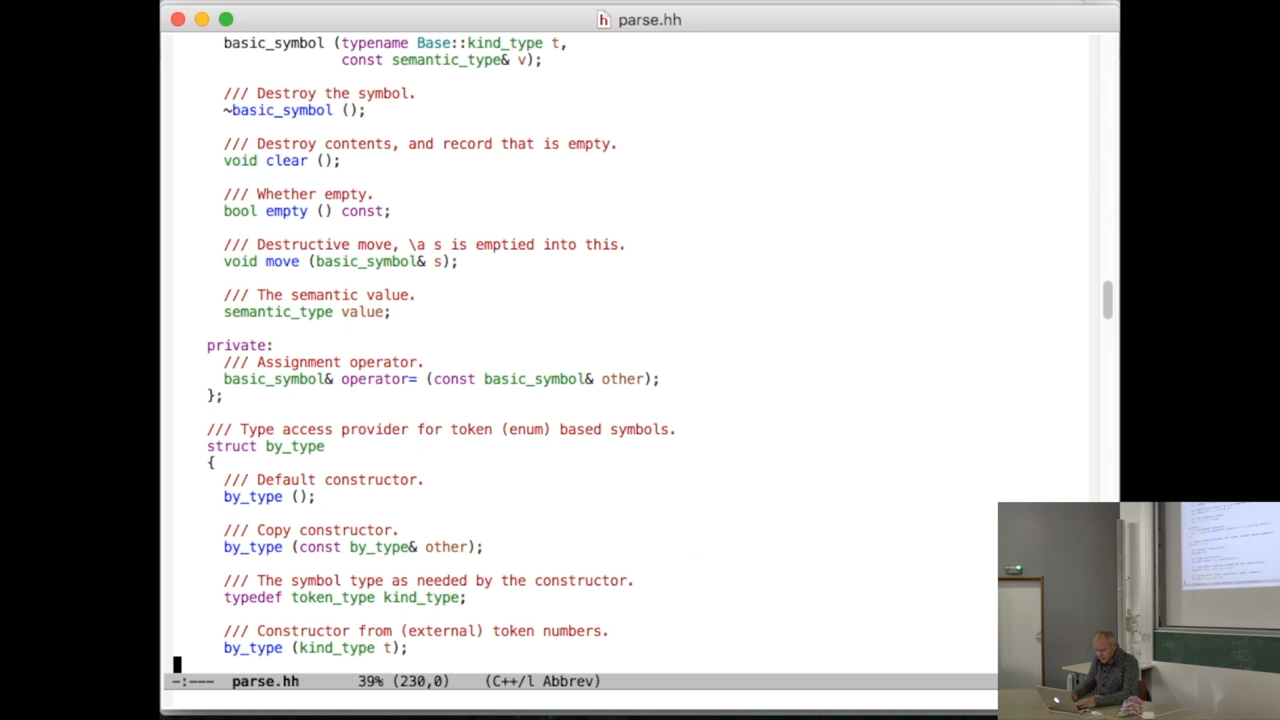 parse.hh
basic_symbol (typename Base::kind_type t,
const semantic_type& v);
/// Destroy the symbol.
~basic_symbol ();
/// Destroy contents, and record that is empty.
void clear ();
/// Whether empty.
bool empty () const;
/// Destructive move, \a s is emptied into this.
void move (basic_symbol& s);
/// The semantic value.
semantic_type value;
private:
/// Assignment operator.
basic_symbol& operator= (const basic_symbol& other);
};
/// Type access provider for token (enum) based symbols.
struct by_type
{
/// Default constructor.
by_type ();
/// Copy constructor.
by_type (const by_type& other);
/// The symbol type as needed by the constructor.
typedef token_type kind_type;
/// Constructor from (external) token numbers.
by_type (kind_type t);
-:--- parse.hh 39% (230,0) (C++/l Abbrev)